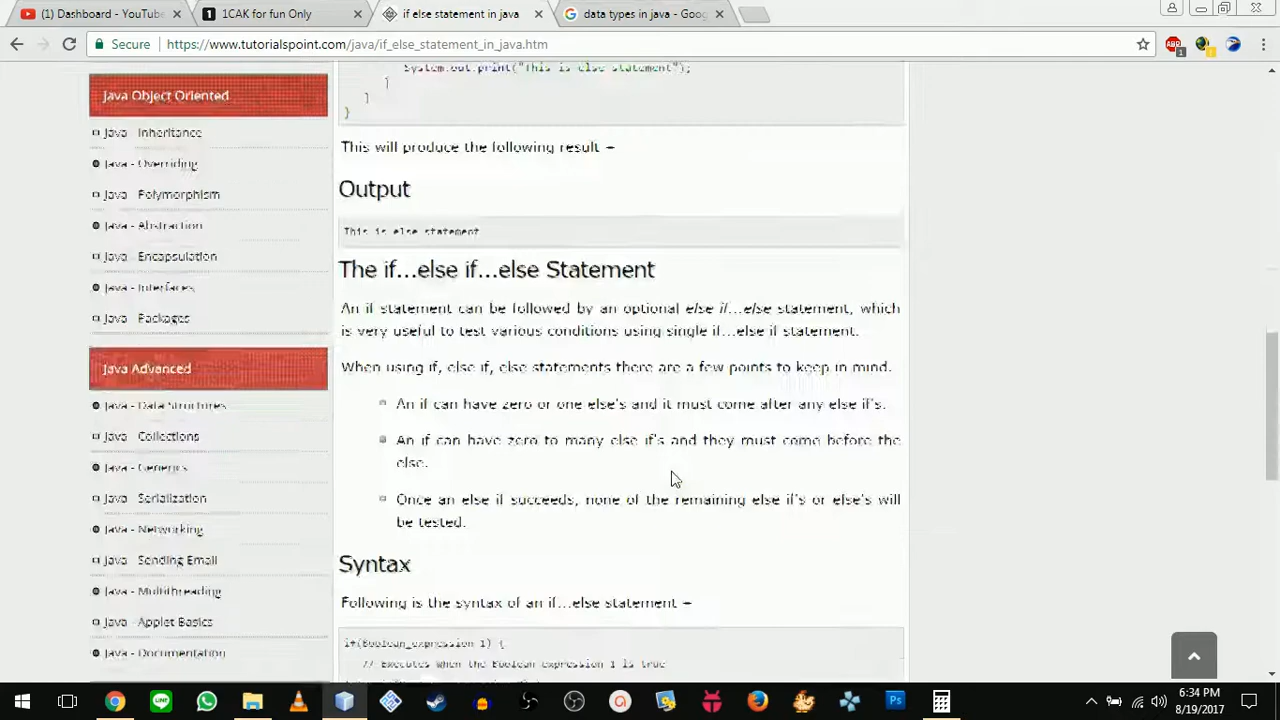 (1) Dashboard - YouTube
1CAK for fun Only
if else statement in java
data types in java - Goog
Secure
https://www.tutorialspoint.com/java/if_else_statement_in_java.htm
Java Object Oriented
Java - Inheritance
Java - Overriding
Java - Polymorphism
Java - Abstraction
Java - Encapsulation
Java - Interfaces
Java - Packages
Java Advanced
Java - Data Structures
Java - Collections
Java - Generics
Java - Serialization
Java - Networking
Java - Sending Email
Java - Multithreading
Java - Applet Basics
Java - Documentation
System.out.print("This is else statement");
}
}
}
This will produce the following result −
Output
This is else statement
The if...else if...else Statement
An if statement can be followed by an optional else if...else statement, which
is very useful to test various conditions using single if...else if statement.
When using if, else if, else statements there are a few points to keep in mind.
An if can have zero or one else's and it must come after any else if's.
An if can have zero to many else if's and they must come before the
else.
Once an else if succeeds, none of the remaining else if's or else's will
be tested.
Syntax
Following is the syntax of an if...else statement −
if(Boolean_expression 1) {
// Executes when the Boolean expression 1 is true
6:34 PM
8/19/2017